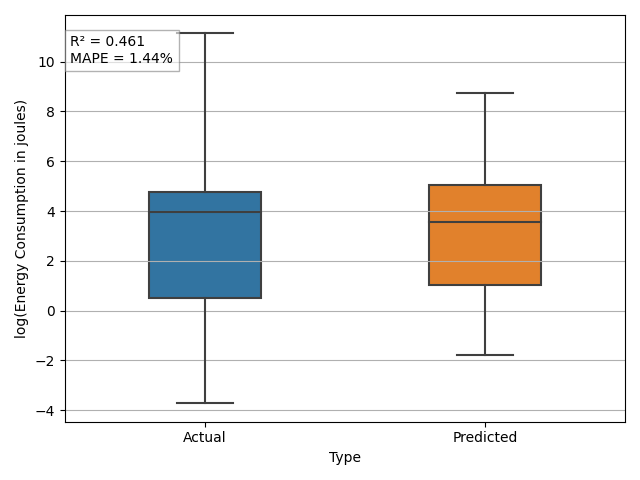 R² = 0.461
MAPE = 1.44%
10
8
6
4
2
0
−2
−4
log(Energy Consumption in joules)
Actual
Predicted
Type